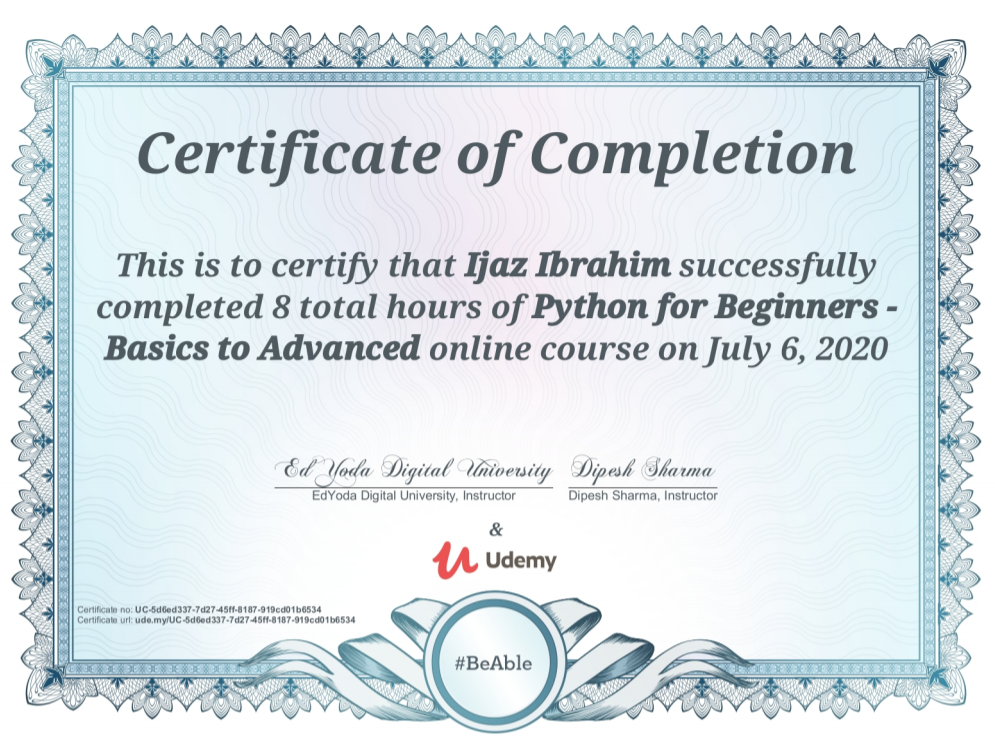 Certificate of Completion
This is to certify that Ijaz Ibrahim successfully
completed 8 total hours of Python for Beginners -
Basics to Advanced online course on July 6, 2020
Ed Yoda Digital University Dipesh Sharma
EdYoda Digital University, Instructor Dipesh Sharma, Instructor
&
Udemy
Certificate no: UC-5d6ed337-7d27-45ff-8187-919cd01b6534
Certificate url: ude.my/UC-5d6ed337-7d27-45ff-8187-919cd01b6534
#BeAble